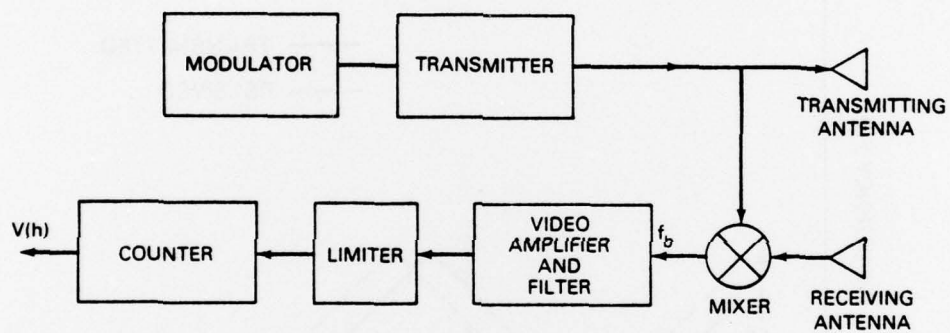 MODULATOR
TRANSMITTER
TRANSMITTING
ANTENNA
V(h)
COUNTER
LIMITER
VIDEO
AMPLIFIER
AND
FILTER
f_b
MIXER
RECEIVING
ANTENNA